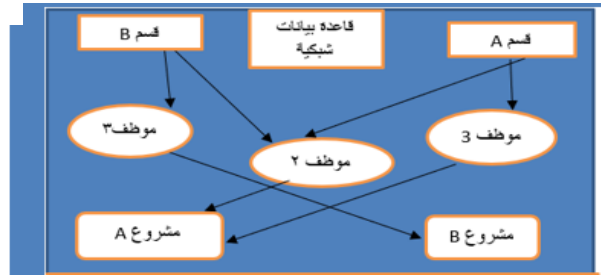 قاعدة بيانات
شبكية
قسم A
قسم B
موظف 3
موظف ٢
موظف٣
مشروع B
مشروع A